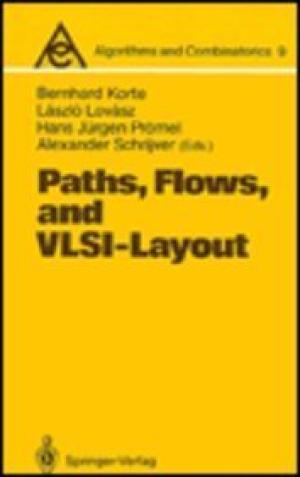 Algorithms and Combinatorics 9
Bernhard Korte
László Lovász
Hans Jürgen Prömel
Alexander Schrijver (Eds.)
Paths, Flows,
and
VLSI-Layout
Springer-Verlag